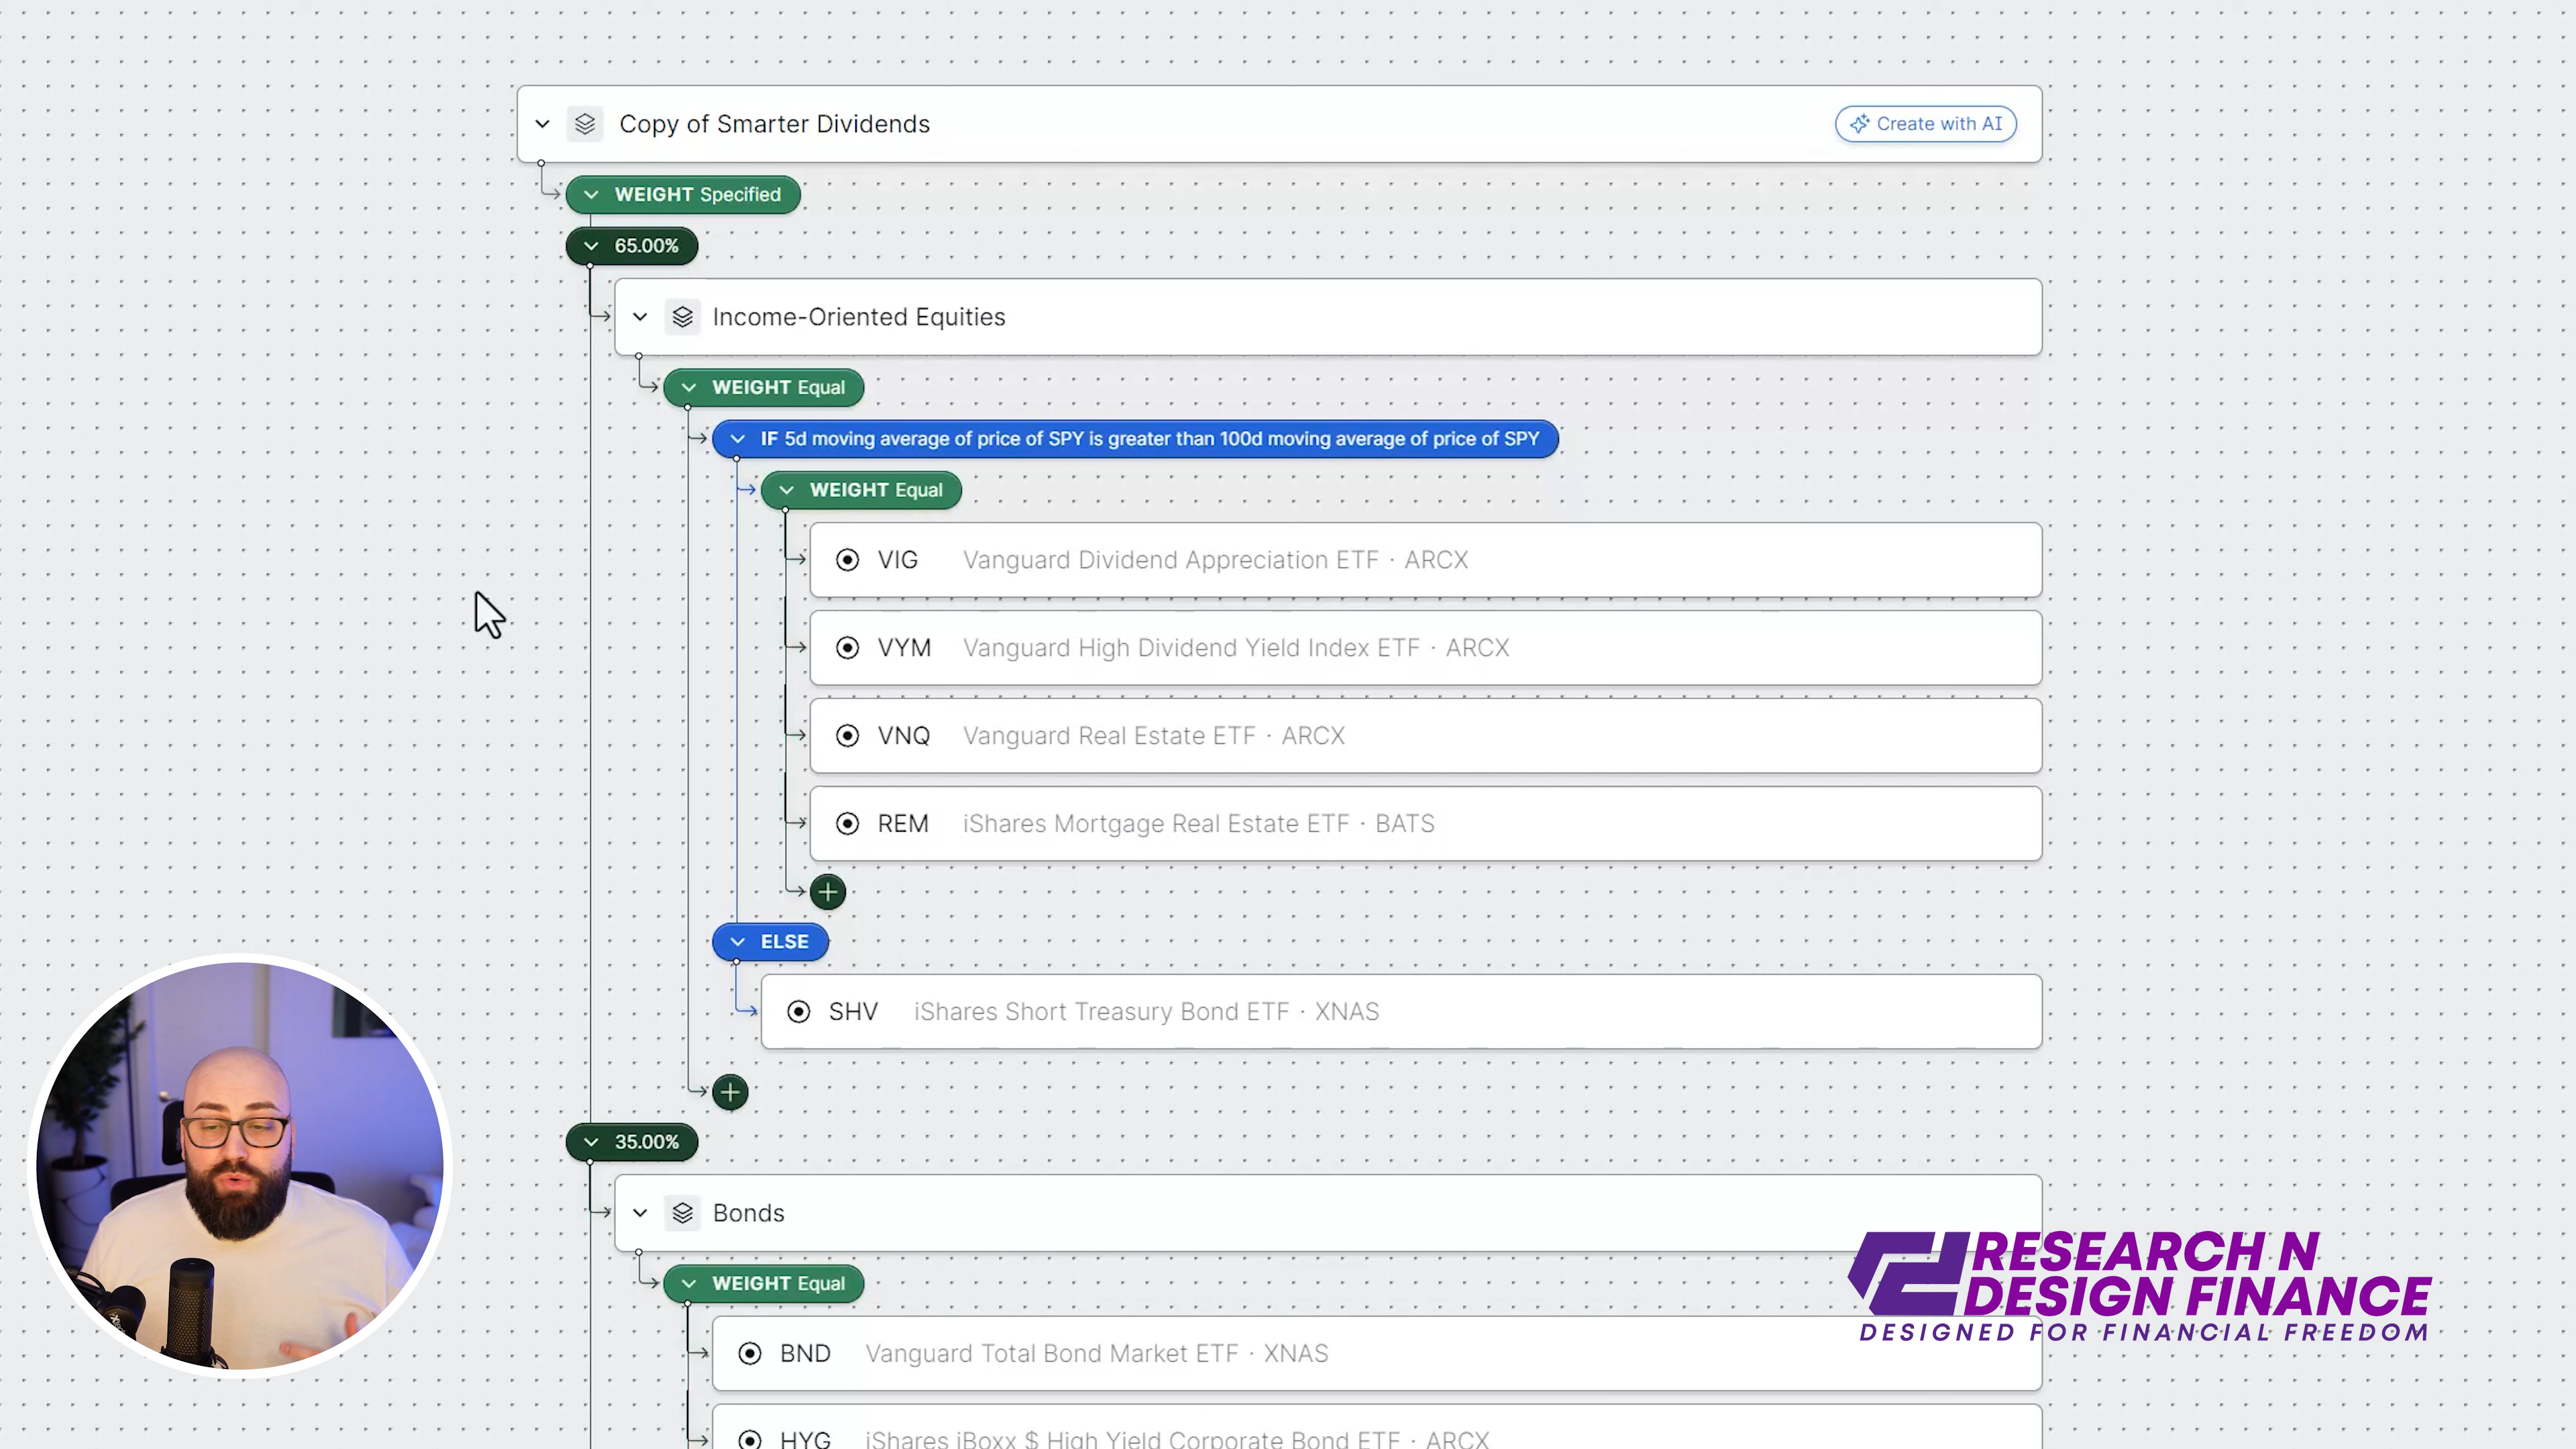 Copy of Smarter Dividends
Create with AI
WEIGHT Specified
65.00%
Income-Oriented Equities
WEIGHT Equal
IF 5d moving average of price of SPY is greater than 100d moving average of price of SPY
WEIGHT Equal
VIG Vanguard Dividend Appreciation ETF · ARCX
VYM Vanguard High Dividend Yield Index ETF · ARCX
VNQ Vanguard Real Estate ETF · ARCX
REM iShares Mortgage Real Estate ETF · BATS
ELSE
SHV iShares Short Treasury Bond ETF · XNAS
35.00%
Bonds
WEIGHT Equal
BND Vanguard Total Bond Market ETF · XNAS
HYG iShares iBoxx $ High Yield Corporate Bond ETF · ARCX
RESEARCH N
DESIGN FINANCE
DESIGNED FOR FINANCIAL FREEDOM